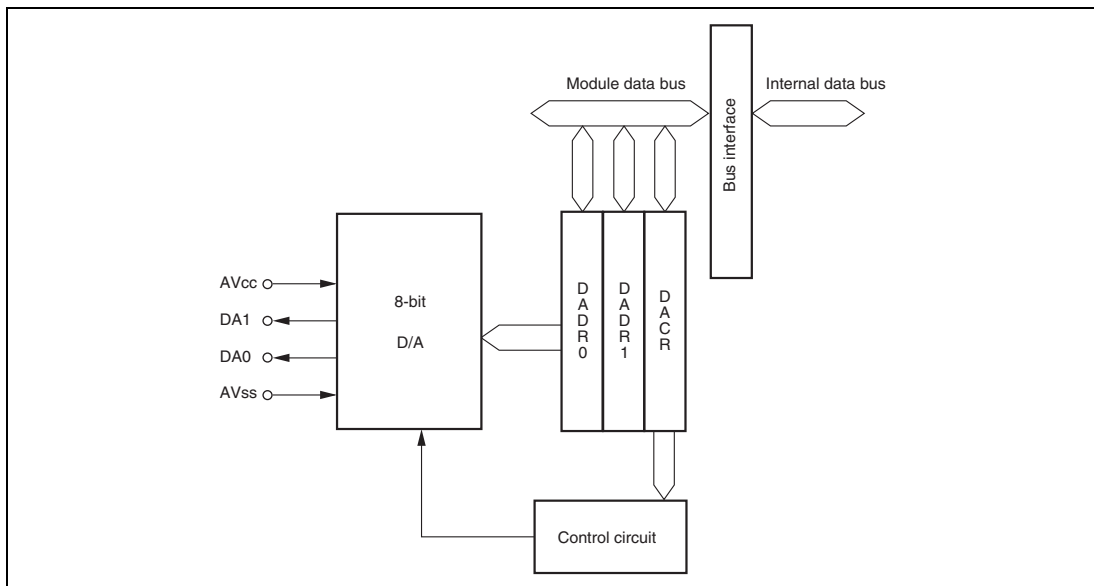 Module data bus
Internal data bus
Bus interface
AVcc
DA1
DA0
AVss
8-bit
D/A
DADR0
DADR1
DACR
Control circuit